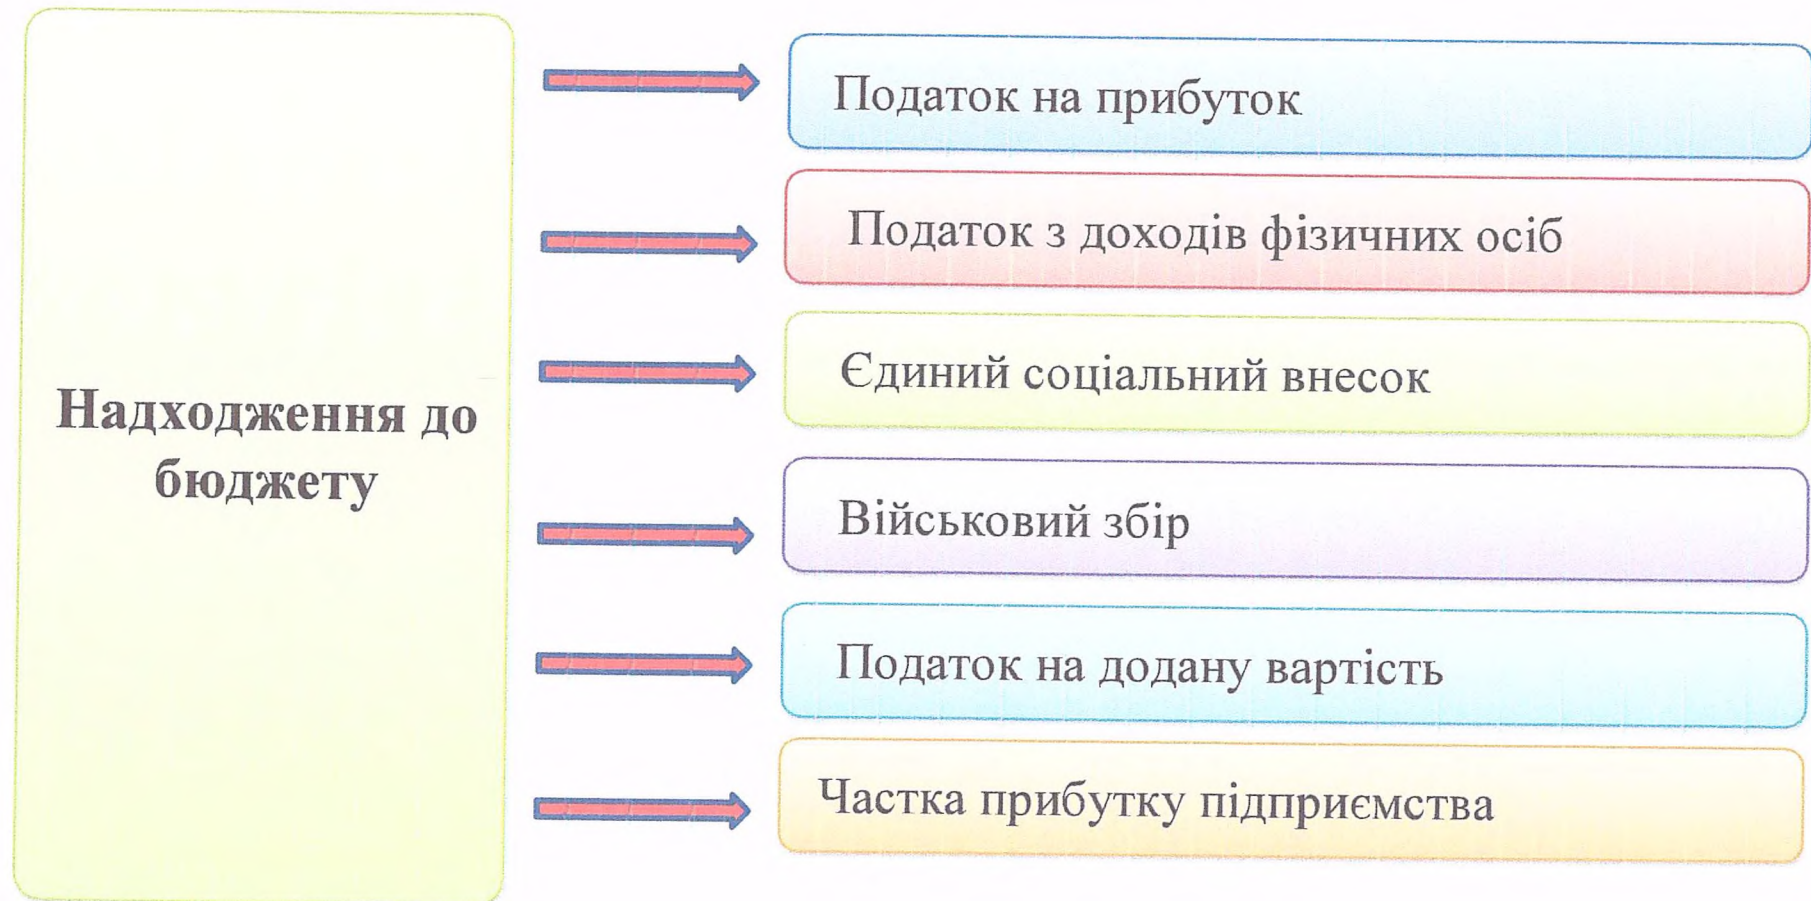 Надходження до
бюджету
Податок на прибуток
Податок з доходів фізичних осіб
Єдиний соціальний внесок
Військовий збір
Податок на додану вартість
Частка прибутку підприємства